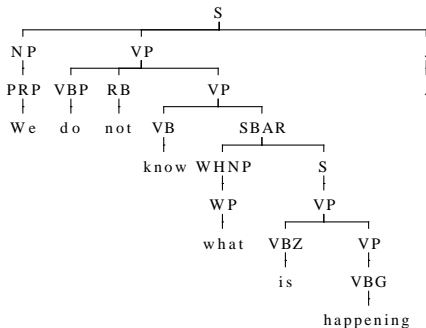 S
NP VP .
PRP VBP RB VP .
We do not VB SBAR
know WHNP S
WP VP
what VBZ VP
is VBG
happening